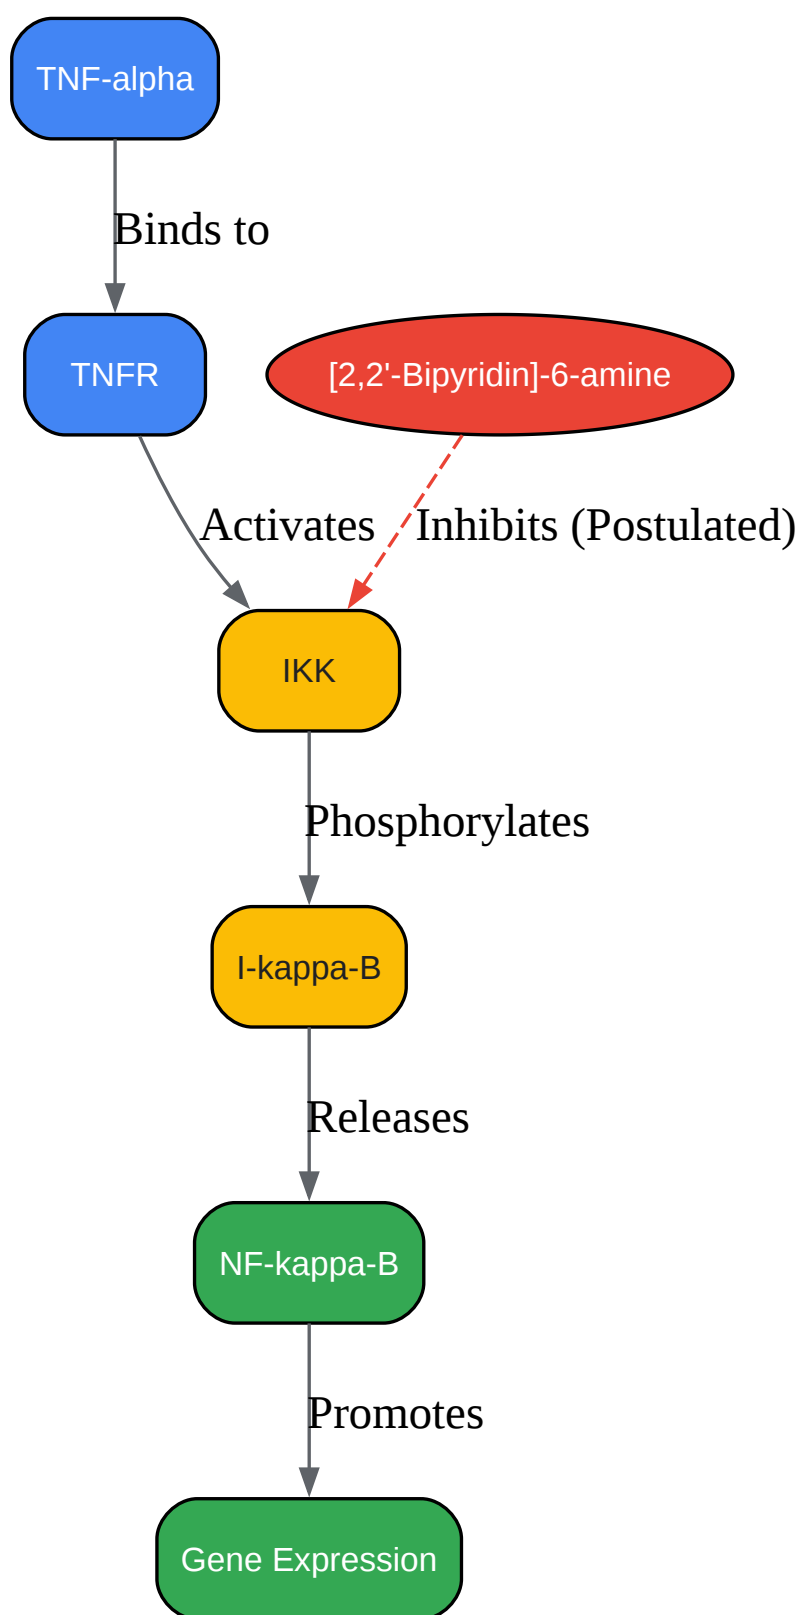 TNF-alpha
Binds to
TNFR
[2,2'-Bipyridin]-6-amine
Activates
Inhibits (Postulated)
IKK
Phosphorylates
I-kappa-B
Releases
NF-kappa-B
Promotes
Gene Expression